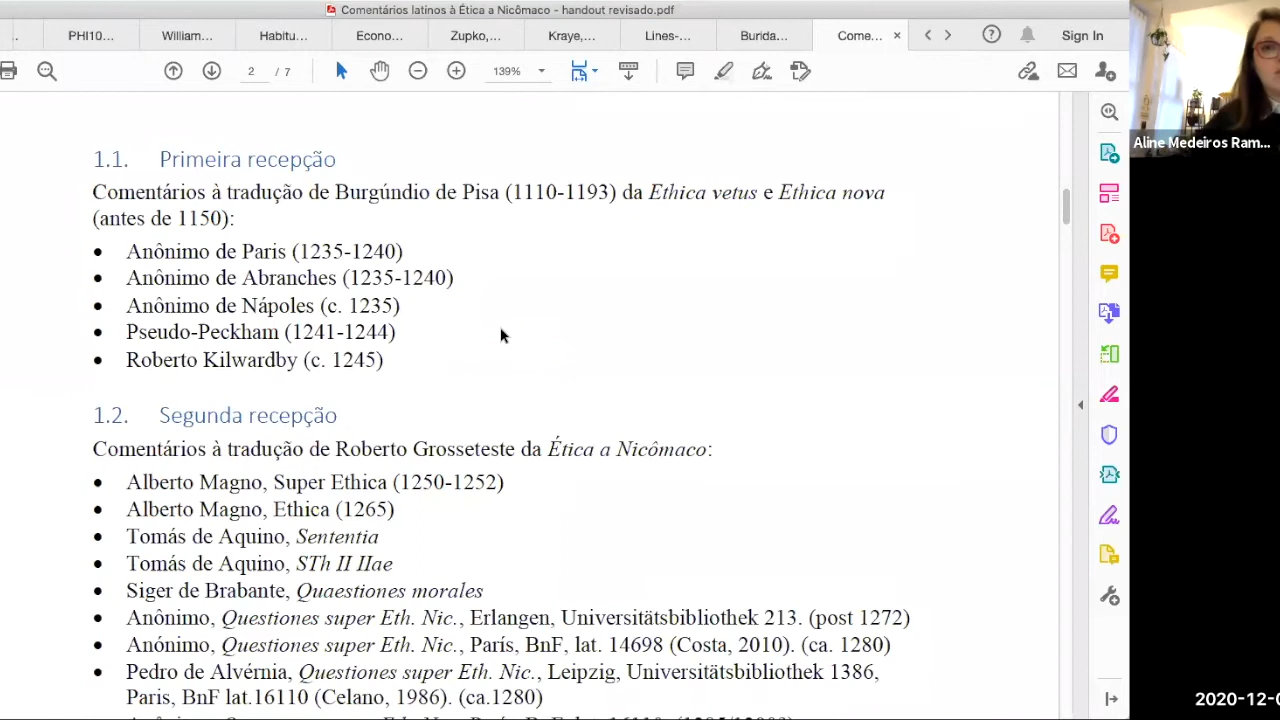 Comentários latinos à Ética a Nicômaco - handout revisado.pdf
... PHI10... William... Habitu... Econo... Zupko,... Kraye,... Lines-... Burida... Come... × Sign In
2 / 7 139%
Aline Medeiros Ram...
1.1. Primeira recepção
Comentários à tradução de Burgúndio de Pisa (1110-1193) da Ethica vetus e Ethica nova
(antes de 1150):
• Anônimo de Paris (1235-1240)
• Anônimo de Abranches (1235-1240)
• Anônimo de Nápoles (c. 1235)
• Pseudo-Peckham (1241-1244)
• Roberto Kilwardby (c. 1245)
1.2. Segunda recepção
Comentários à tradução de Roberto Grosseteste da Ética a Nicômaco:
• Alberto Magno, Super Ethica (1250-1252)
• Alberto Magno, Ethica (1265)
• Tomás de Aquino, Sententia
• Tomás de Aquino, STh II IIae
• Siger de Brabante, Quaestiones morales
• Anônimo, Questiones super Eth. Nic., Erlangen, Universitätsbibliothek 213. (post 1272)
• Anónimo, Questiones super Eth. Nic., París, BnF, lat. 14698 (Costa, 2010). (ca. 1280)
• Pedro de Alvérnia, Questiones super Eth. Nic., Leipzig, Universitätsbibliothek 1386,
Paris, BnF lat.16110 (Celano, 1986). (ca.1280)
2020-12-0